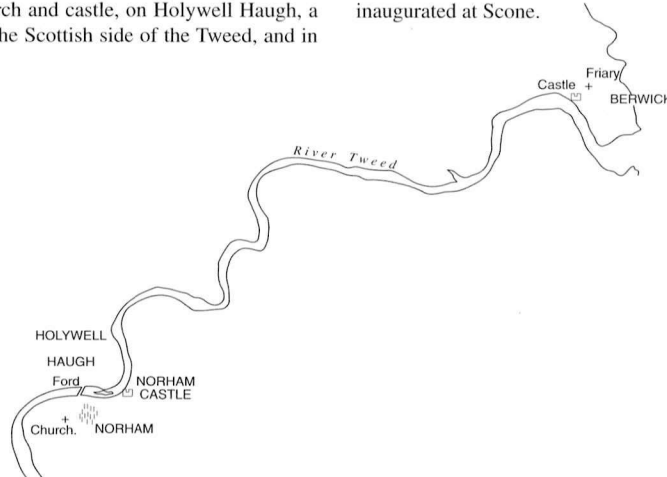 rch and castle, on Holywell Haugh, a
he Scottish side of the Tweed, and in
inaugurated at Scone.
Friary
Castle
BERWICK
River Tweed
HOLYWELL
HAUGH
Ford
NORHAM
CASTLE
Church.
NORHAM